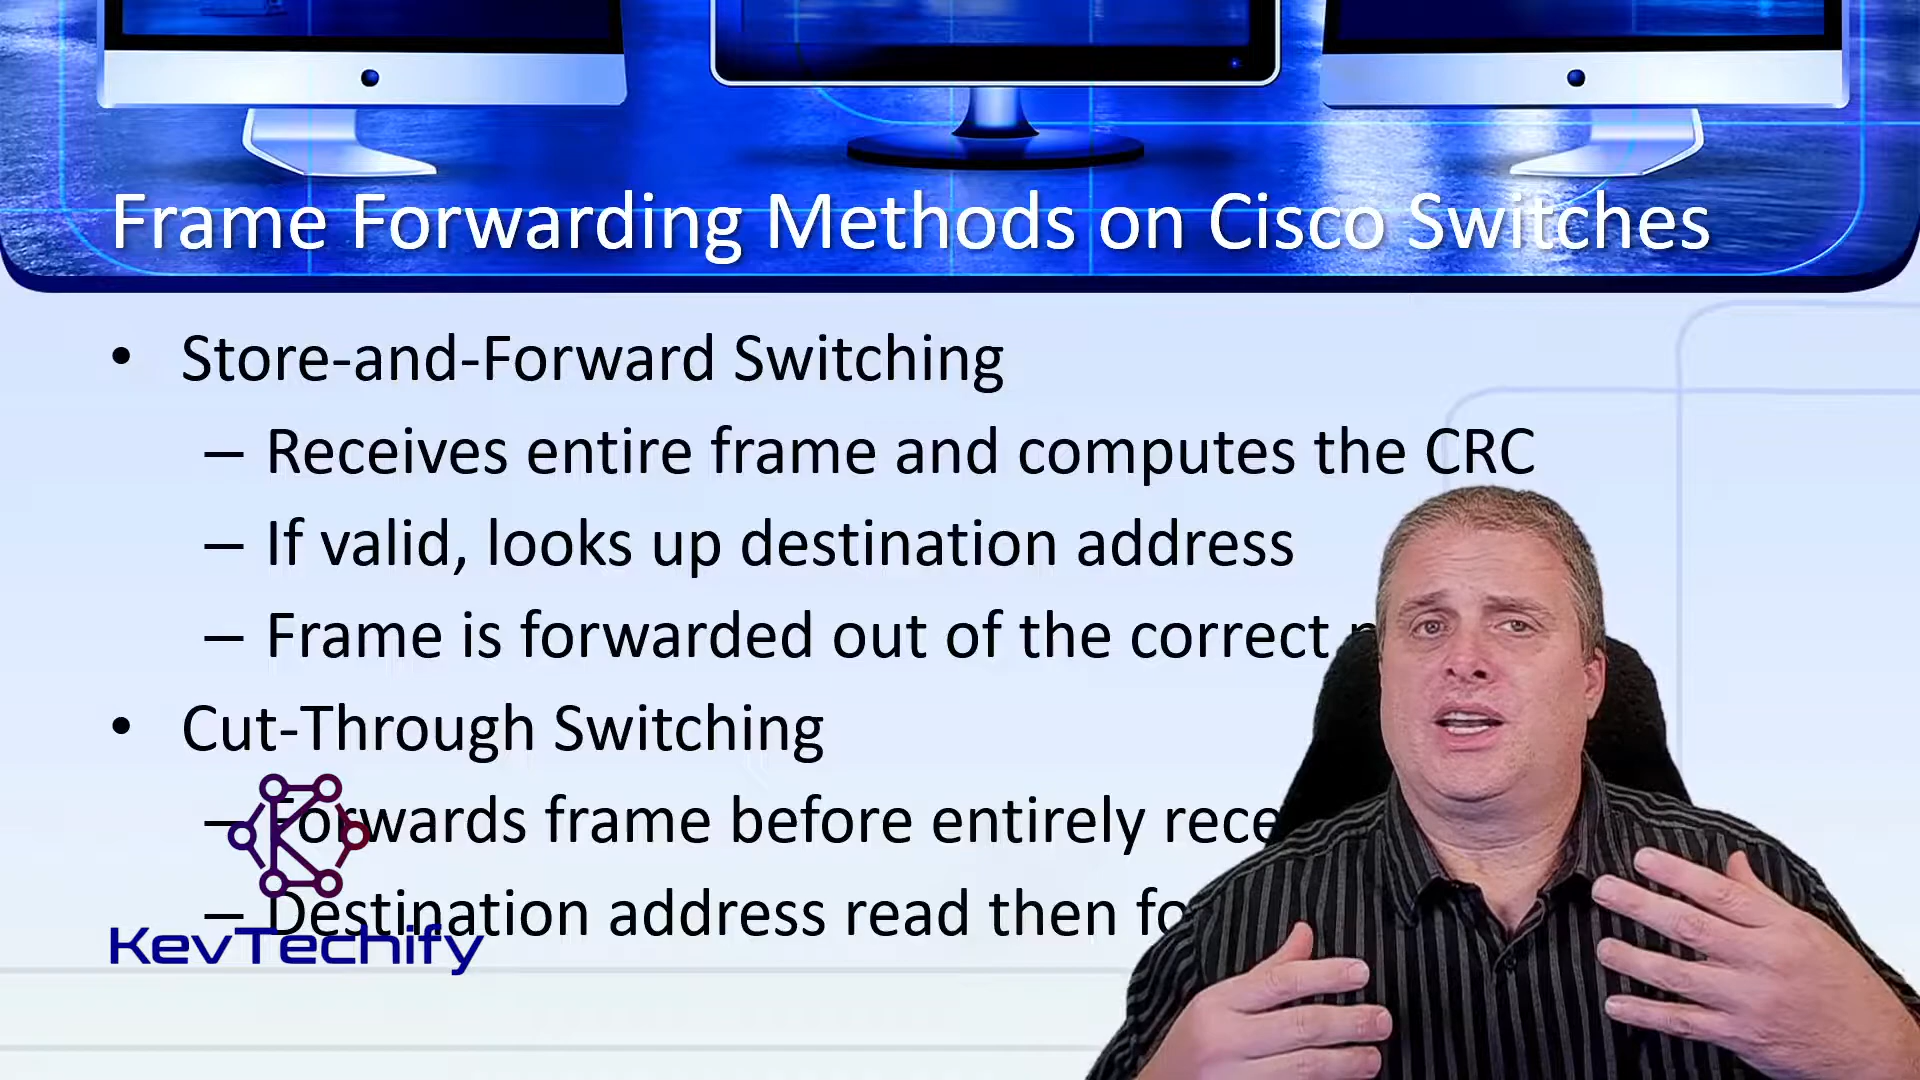 Frame Forwarding Methods on Cisco Switches
• Store-and-Forward Switching
– Receives entire frame and computes the CRC
– If valid, looks up destination address
– Frame is forwarded out of the correct
• Cut-Through Switching
– Forwards frame before entirely
– Destination address read then
KevTechify